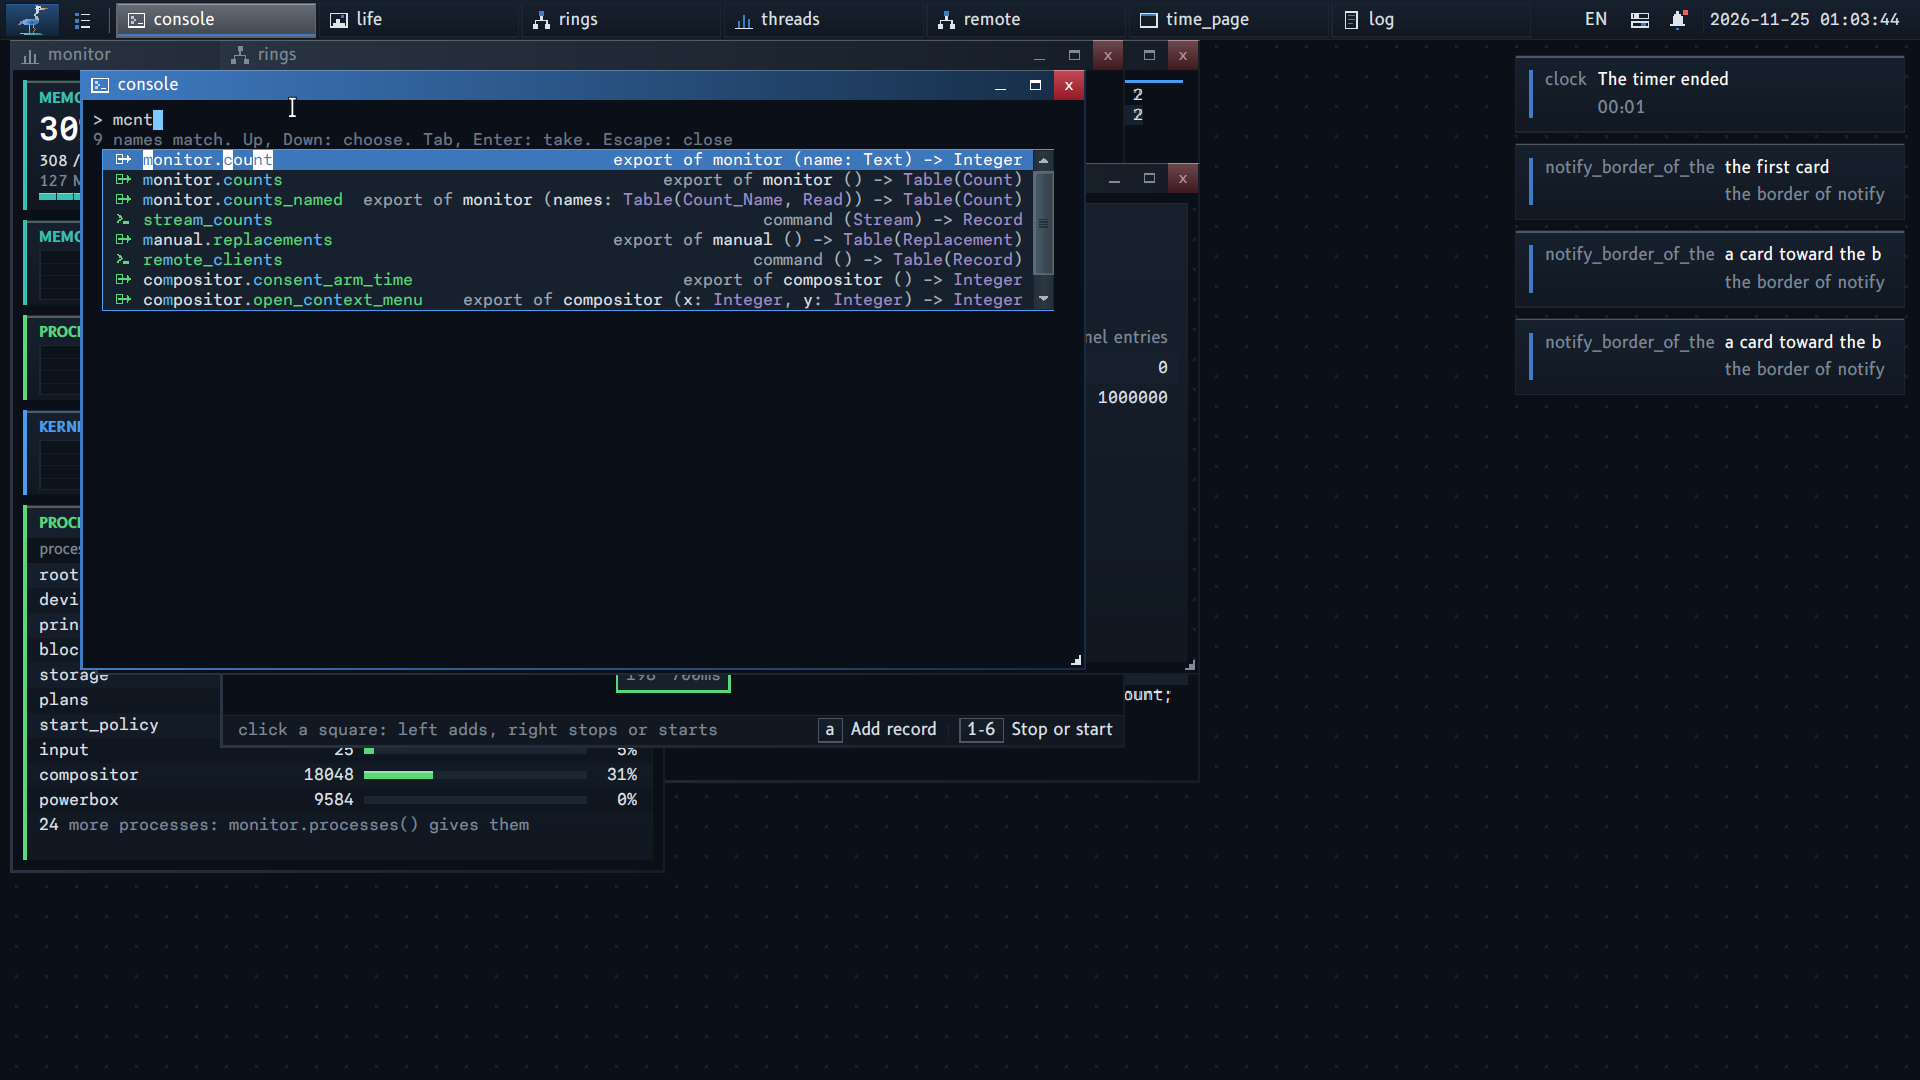 console
life
rings
threads
remote
time_page
log
EN
2026-11-25 01:03:44
monitor
rings
console
> mcnt
9 names match. Up, Down: choose. Tab, Enter: take. Escape: close
monitor.count export of monitor (name: Text) -> Integer
monitor.counts export of monitor () -> Table(Count)
monitor.counts_named export of monitor (names: Table(Count_Name, Read)) -> Table(Count)
stream_counts command (Stream) -> Record
manual.replacements export of manual () -> Table(Replacement)
remote_clients command () -> Table(Record)
compositor.consent_arm_time export of compositor () -> Integer
compositor.open_context_menu export of compositor (x: Integer, y: Integer) -> Integer
2
2
nel entries
0
1000000
ount;
MEMO
30
308 /
127 M
MEMO
PROC
KERN
PROC
proces
root
devi
prin
bloc
storage
plans
start_policy
input 25 5%
compositor 18048 31%
powerbox 9584 0%
24 more processes: monitor.processes() gives them
198 700ms
click a square: left adds, right stops or starts
a Add record
1-6 Stop or start
clock The timer ended
00:01
notify_border_of_the the first card
the border of notify
notify_border_of_the a card toward the b
the border of notify
notify_border_of_the a card toward the b
the border of notify